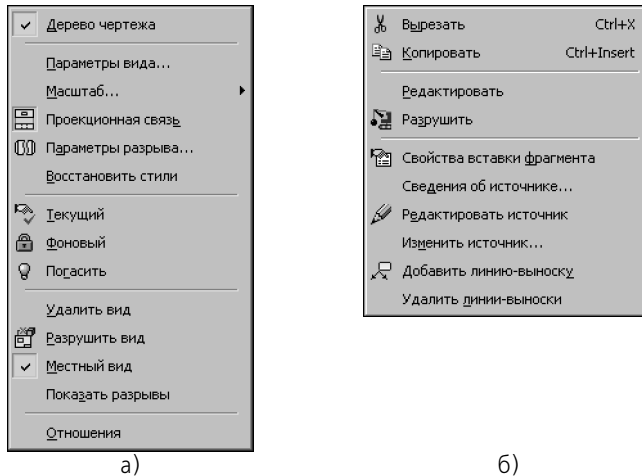 Дерево чертежа
Параметры вида...
Масштаб...
Проекционная связь
Параметры разрыва...
Восстановить стили
Текущий
Фоновый
Погасить
Удалить вид
Разрушить вид
Местный вид
Показать разрывы
Отношения
а)
Вырезать Ctrl+X
Копировать Ctrl+Insert
Редактировать
Разрушить
Свойства вставки фрагмента
Сведения об источнике...
Редактировать источник
Изменить источник...
Добавить линию-выноску
Удалить линии-выноски
б)